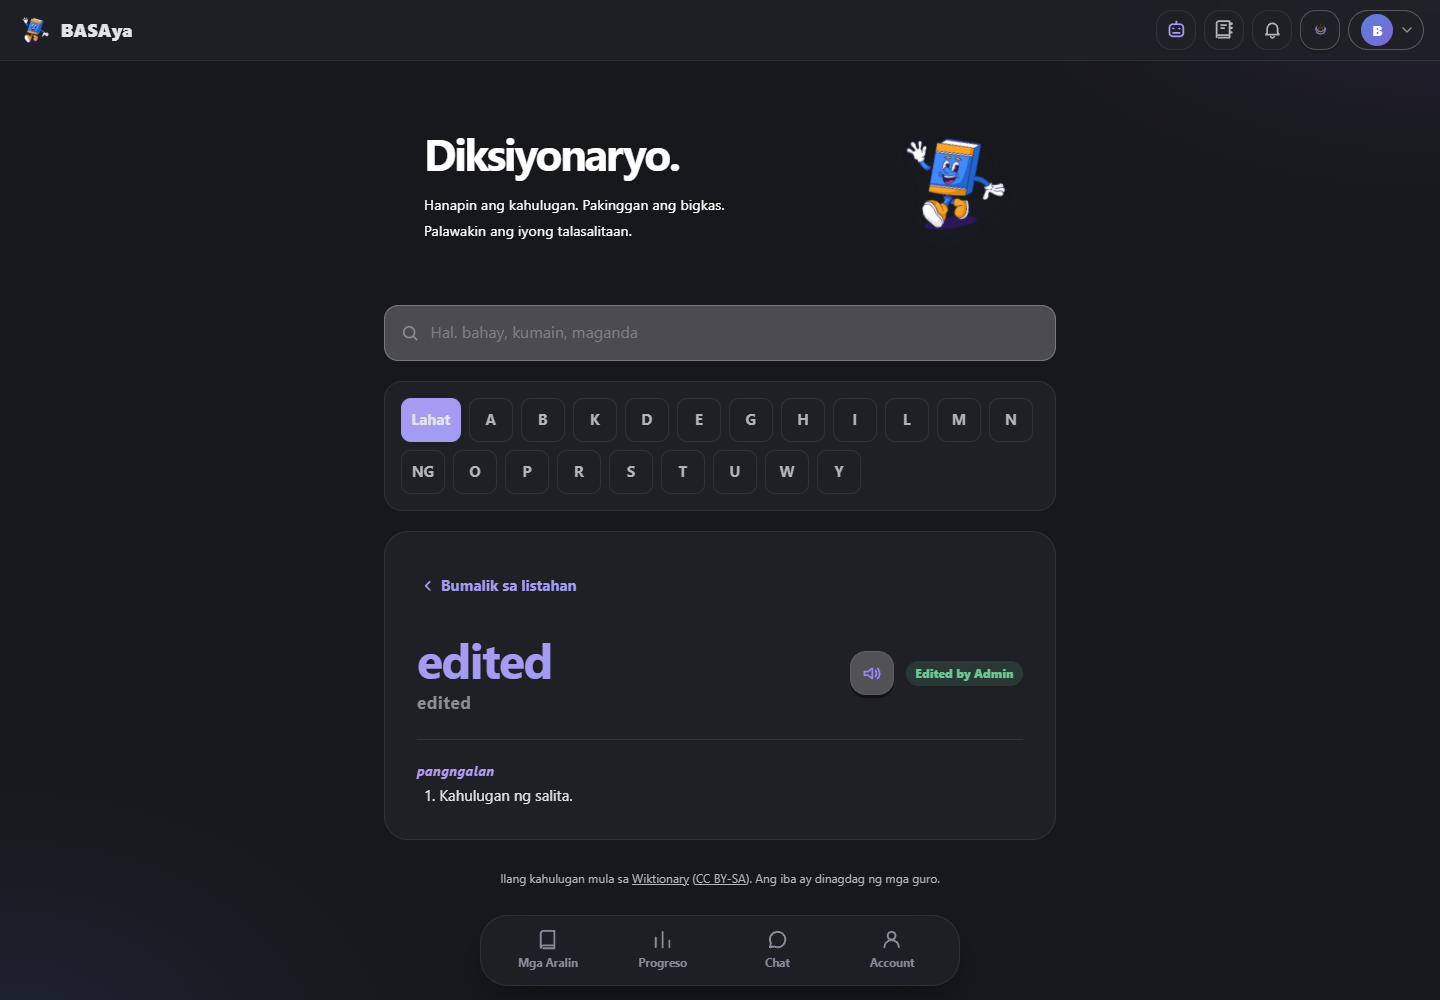 BASAya
B
Diksiyonaryo.
Hanapin ang kahulugan. Pakinggan ang bigkas.
Palawakin ang iyong talasalitaan.
Hal. bahay, kumain, maganda
Lahat A B K D E G H I L M N
NG O P R S T U W Y
Bumalik sa listahan
edited
Edited by Admin
edited
pangngalan
1. Kahulugan ng salita.
Ilang kahulugan mula sa Wiktionary (CC BY-SA). Ang iba ay dinagdag ng mga guro.
Mga Aralin Progreso Chat Account